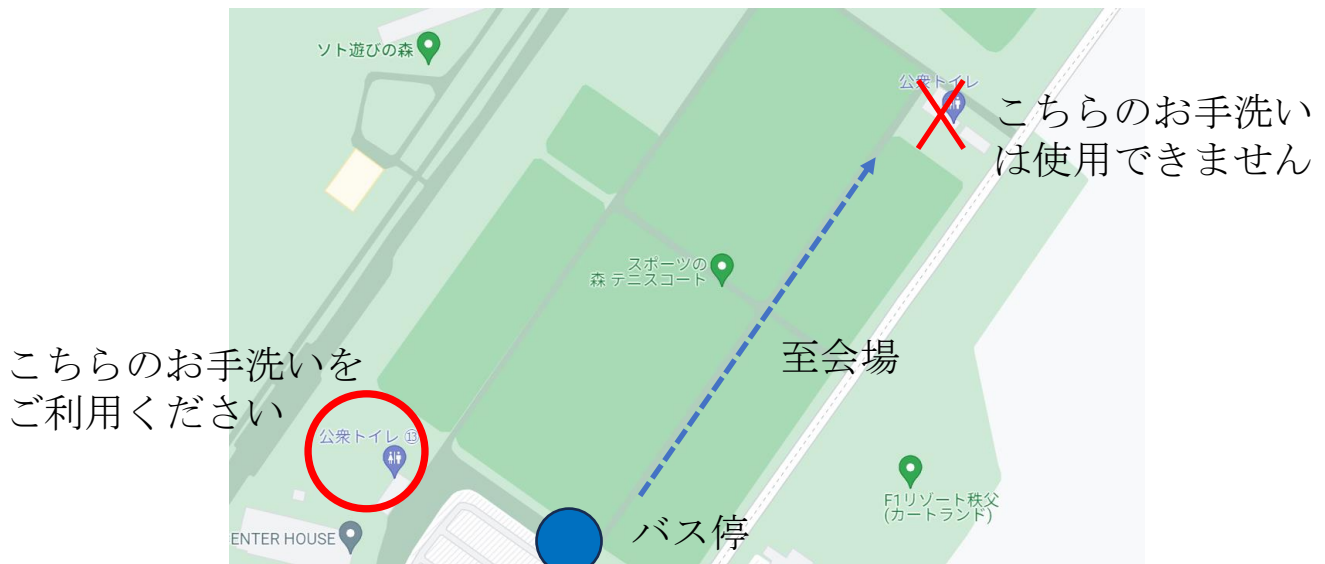 ソト遊びの森
公衆トイレ
こちらのお手洗い
は使用できません
スポーツの
森 テニスコート
至会場
こちらのお手洗いを
ご利用ください
公衆トイレ ⑬
F1リゾート秩父
(カートランド)
バス停
ENTER HOUSE